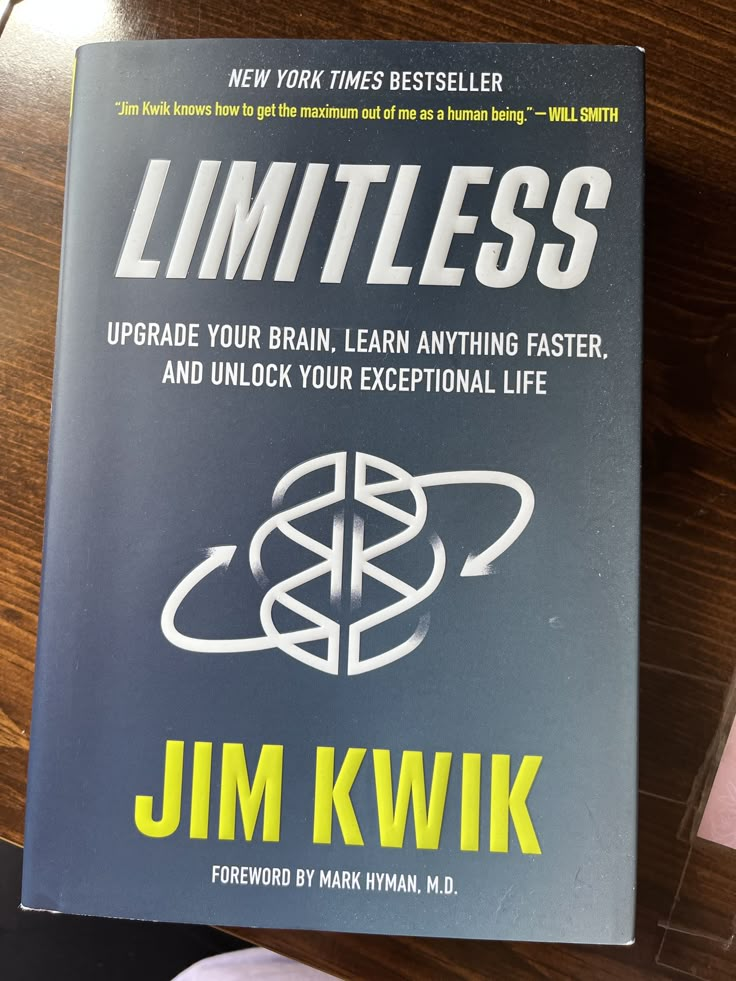 NEW YORK TIMES BESTSELLER
“Jim Kwik knows how to get the maximum out of me as a human being.” — WILL SMITH
LIMITLESS
UPGRADE YOUR BRAIN, LEARN ANYTHING FASTER,
AND UNLOCK YOUR EXCEPTIONAL LIFE
JIM KWIK
FOREWORD BY MARK HYMAN, M.D.